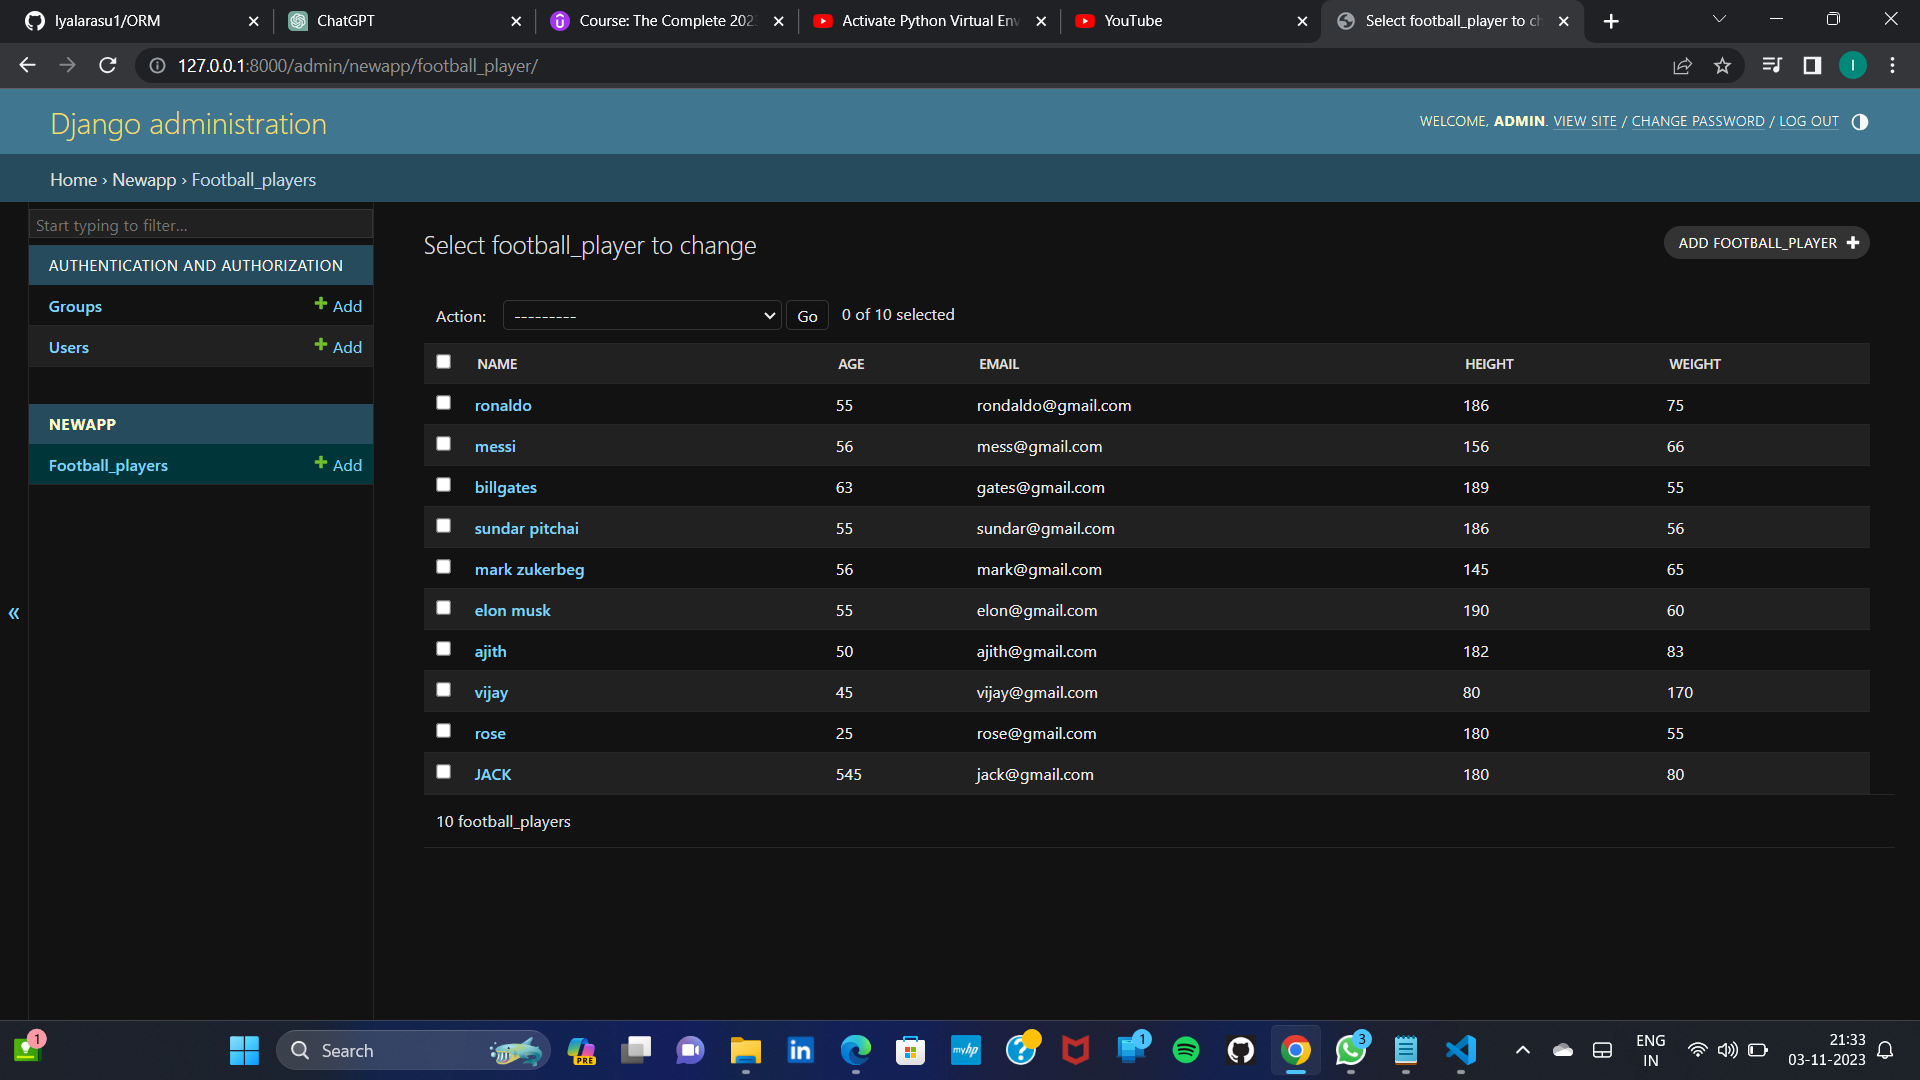 Iyalarasu1/ORM
ChatGPT
Course: The Complete 202
Activate Python Virtual Env
YouTube
Select football_player to ch
127.0.0.1:8000/admin/newapp/football_player/
I
Django administration
WELCOME, ADMIN. VIEW SITE / CHANGE PASSWORD / LOG OUT
Home › Newapp › Football_players
Start typing to filter...
AUTHENTICATION AND AUTHORIZATION
Groups + Add
Users + Add
NEWAPP
Football_players + Add
«
Select football_player to change
ADD FOOTBALL_PLAYER +
Action: --------- Go 0 of 10 selected
NAME AGE EMAIL HEIGHT WEIGHT
ronaldo 55 rondaldo@gmail.com 186 75
messi 56 mess@gmail.com 156 66
billgates 63 gates@gmail.com 189 55
sundar pitchai 55 sundar@gmail.com 186 56
mark zukerbeg 56 mark@gmail.com 145 65
elon musk 55 elon@gmail.com 190 60
ajith 50 ajith@gmail.com 182 83
vijay 45 vijay@gmail.com 80 170
rose 25 rose@gmail.com 180 55
JACK 545 jack@gmail.com 180 80
10 football_players
1
Search
PRE
in
myhp
?
1
3
ENG
IN
21:33
03-11-2023